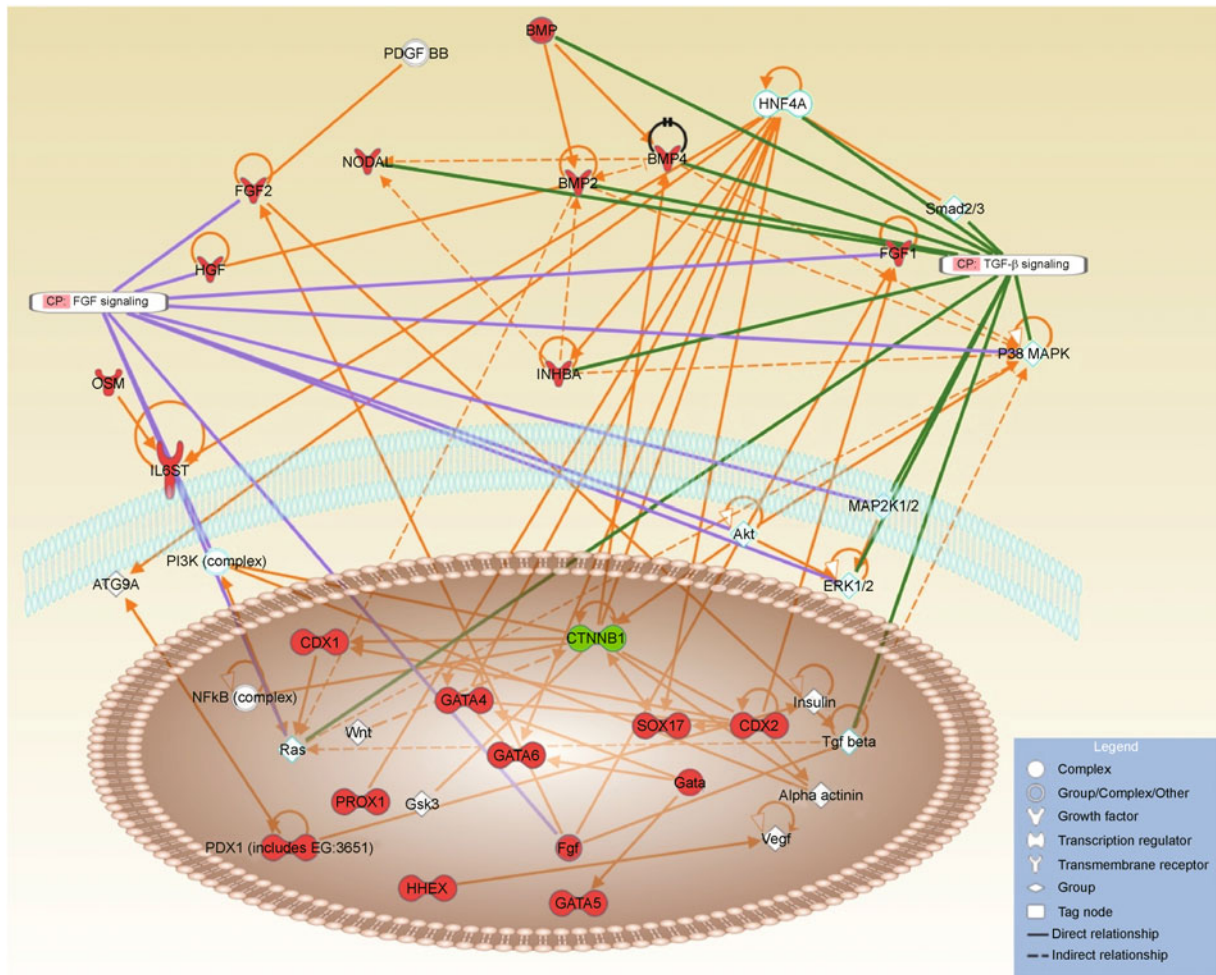 BMP
PDGF BB
HNF4A
NODAL
BMP4
FGF2
BMP2
Smad2/3
HGF
FGF1
CP: TGF-β signaling
CP: FGF signaling
P38 MAPK
OSM
INHBA
IL6ST
MAP2K1/2
Akt
PI3K (complex)
ATG9A
ERK1/2
CDX1
CTNNB1
NFkB (complex)
GATA4
Insulin
Wnt
SOX17
CDX2
Ras
Tgf beta
GATA6
Gata
PROX1
Gsk3
Alpha actinin
PDX1 (includes EG:3651)
Fgf
Vegf
HHEX
GATA5
Legend
Complex
Group/Complex/Other
Growth factor
Transcription regulator
Transmembrane receptor
Group
Tag node
Direct relationship
Indirect relationship